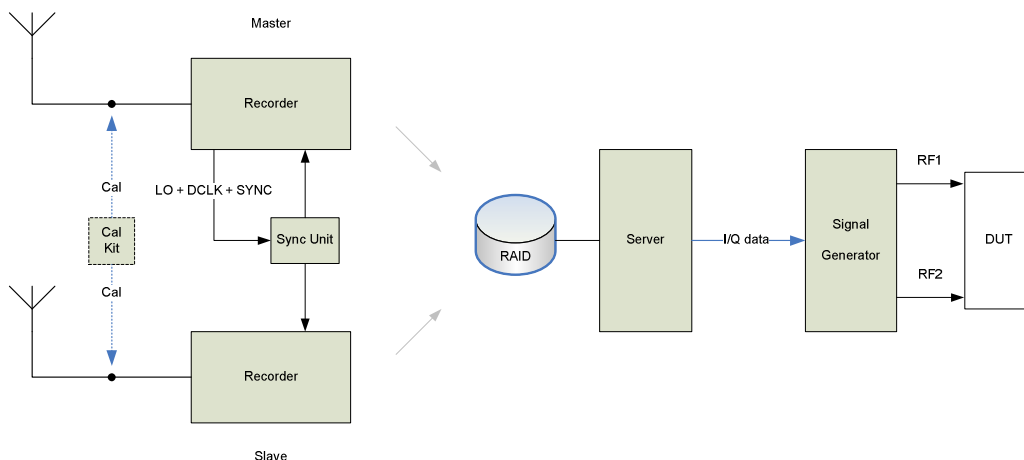 Master
Recorder
LO + DCLK + SYNC
Cal
Cal
Kit
Cal
Sync Unit
Recorder
Slave
RAID
Server
I/Q data
Signal
Generator
RF1
RF2
DUT